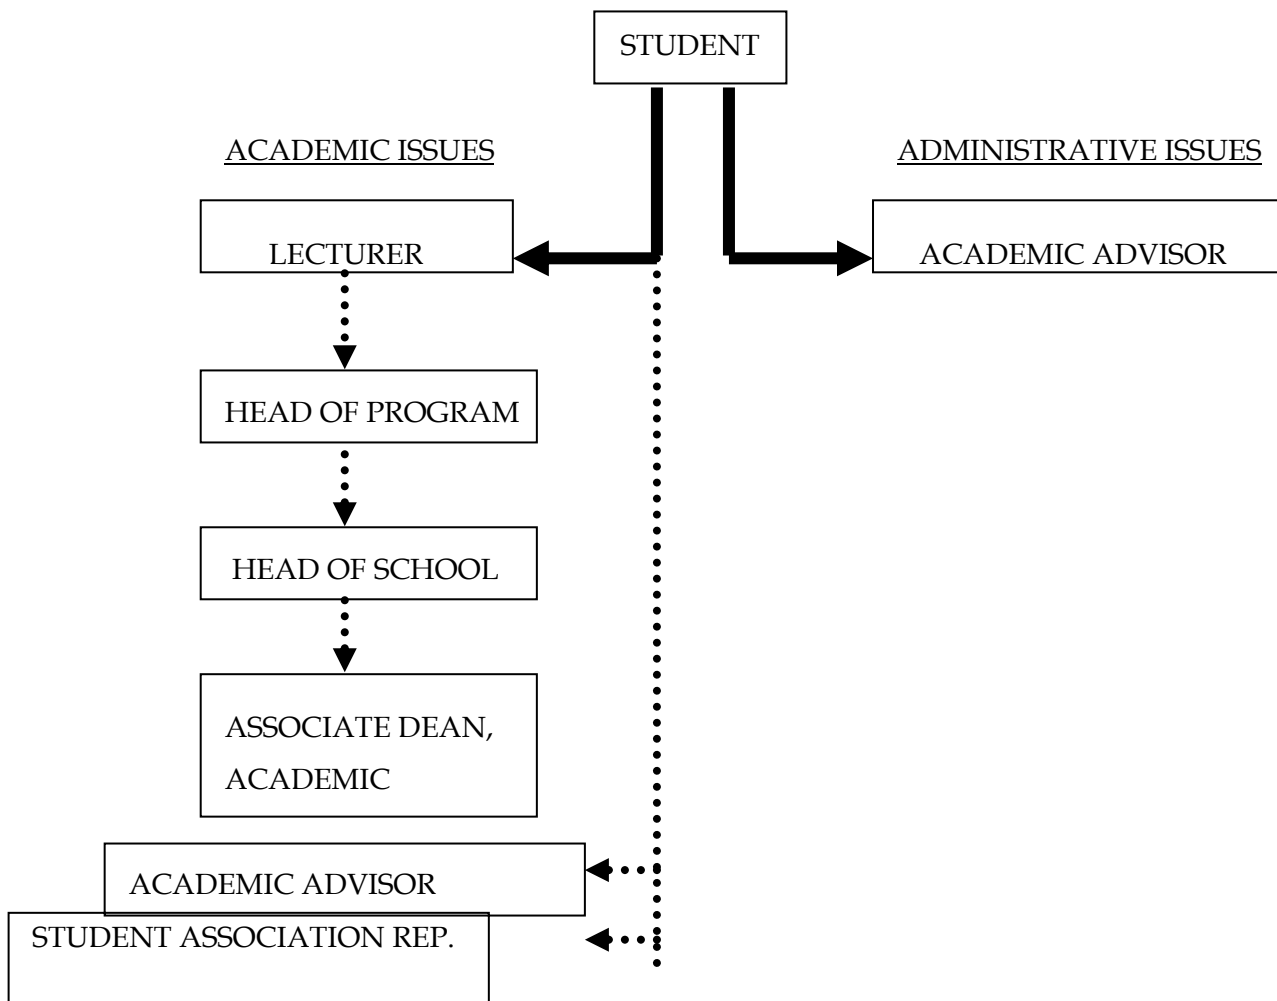 STUDENT
ACADEMIC ISSUES
ADMINISTRATIVE ISSUES
LECTURER
ACADEMIC ADVISOR
HEAD OF PROGRAM
HEAD OF SCHOOL
ASSOCIATE DEAN,
ACADEMIC
ACADEMIC ADVISOR
STUDENT ASSOCIATION REP.